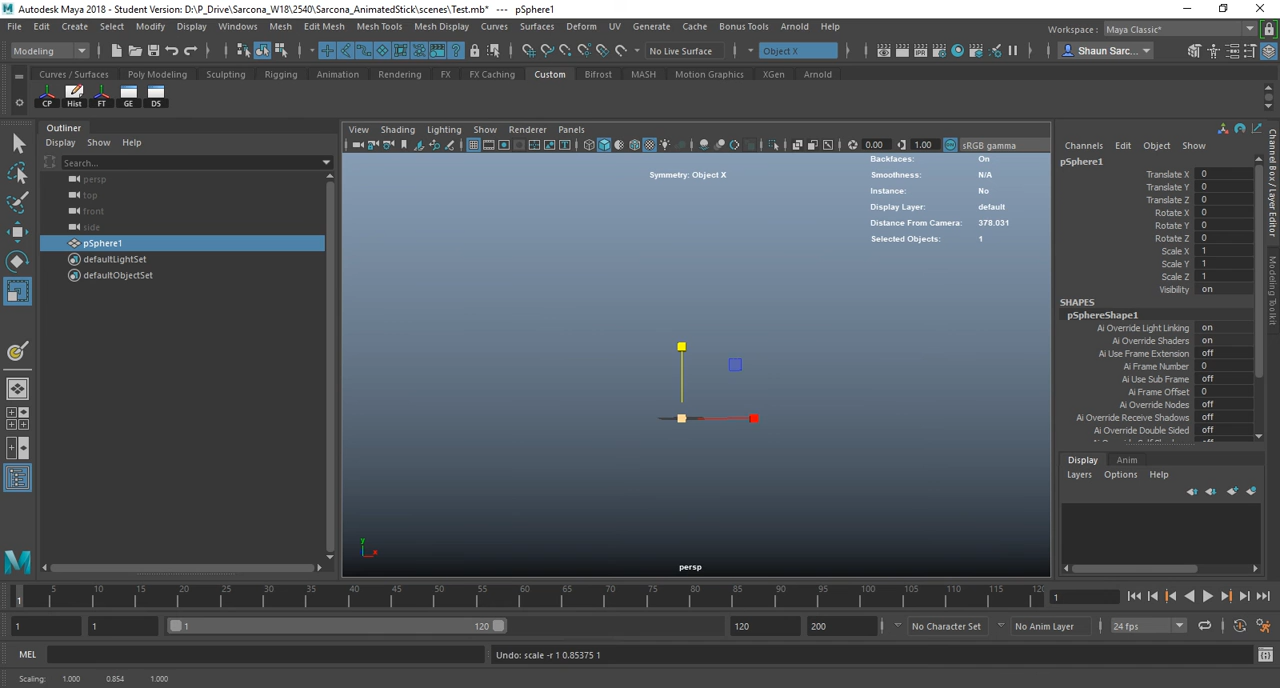 Autodesk Maya 2018 - Student Version: D:\P_Drive\Sarcona_W18\2540\Sarcona_AnimatedStick\scenes\Test.mb* --- pSphere1
File Edit Create Select Modify Display Windows Mesh Edit Mesh Mesh Tools Mesh Display Curves Surfaces Deform UV Generate Cache Bonus Tools Arnold Help
Workspace : Maya Classic*
Modeling No Live Surface Object X Shaun Sarc...
Curves / Surfaces Poly Modeling Sculpting Rigging Animation Rendering FX FX Caching Custom Bifrost MASH Motion Graphics XGen Arnold
CP Hist FT GE DS
Outliner
Display Show Help
Search...
persp
top
front
side
pSphere1
defaultLightSet
defaultObjectSet
View Shading Lighting Show Renderer Panels
0.00 1.00 sRGB gamma
Symmetry: Object X
Backfaces: On
Smoothness: N/A
Instance: No
Display Layer: default
Distance From Camera: 378.031
Selected Objects: 1
y
x
persp
Channels Edit Object Show
pSphere1
Translate X 0
Translate Y 0
Translate Z 0
Rotate X 0
Rotate Y 0
Rotate Z 0
Scale X 1
Scale Y 1
Scale Z 1
Visibility on
SHAPES
pSphereShape1
Ai Override Light Linking on
Ai Override Shaders on
Ai Use Frame Extension off
Ai Frame Number 0
Ai Use Sub Frame off
Ai Frame Offset 0
Ai Override Nodes off
Ai Override Receive Shadows off
Ai Override Double Sided off
Display Anim
Layers Options Help
Channel Box / Layer Editor
Modeling Toolkit
1 5 10 15 20 25 30 35 40 45 50 55 60 65 70 75 80 85 90 95 100 105 110 115 120 1
1 1 1 120 120 200 No Character Set No Anim Layer 24 fps
MEL Undo: scale -r 1 0.85375 1
Scaling: 1.000 0.854 1.000